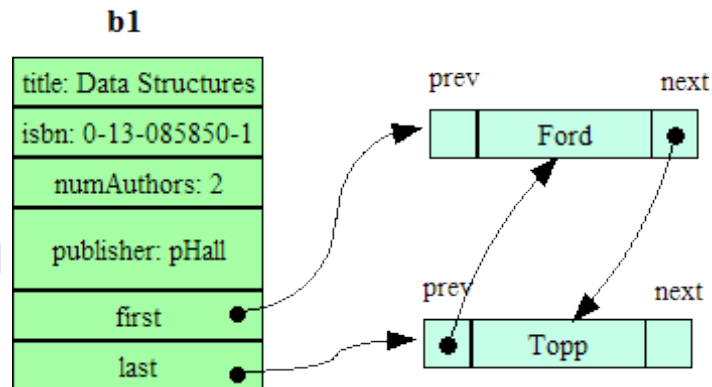 b1
title: Data Structures
isbn: 0-13-085850-1
numAuthors: 2
publisher: pHall
first
last
prev next
Ford
prev next
Topp